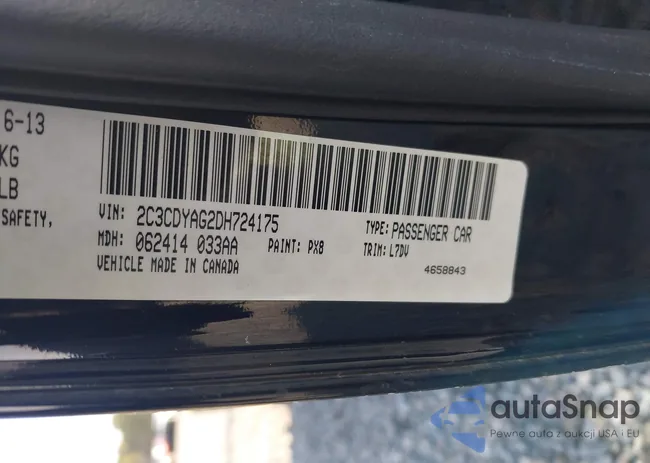 6-13
KG
LB
SAFETY,
VIN: 2C3CDYAG2DH724175
TYPE: PASSENGER CAR
MDH: 062414 033AA
PAINT: PX8
TRIM: L7DV
VEHICLE MADE IN CANADA
4658843
autaSnap
Pewne auta z aukcji USA i EU